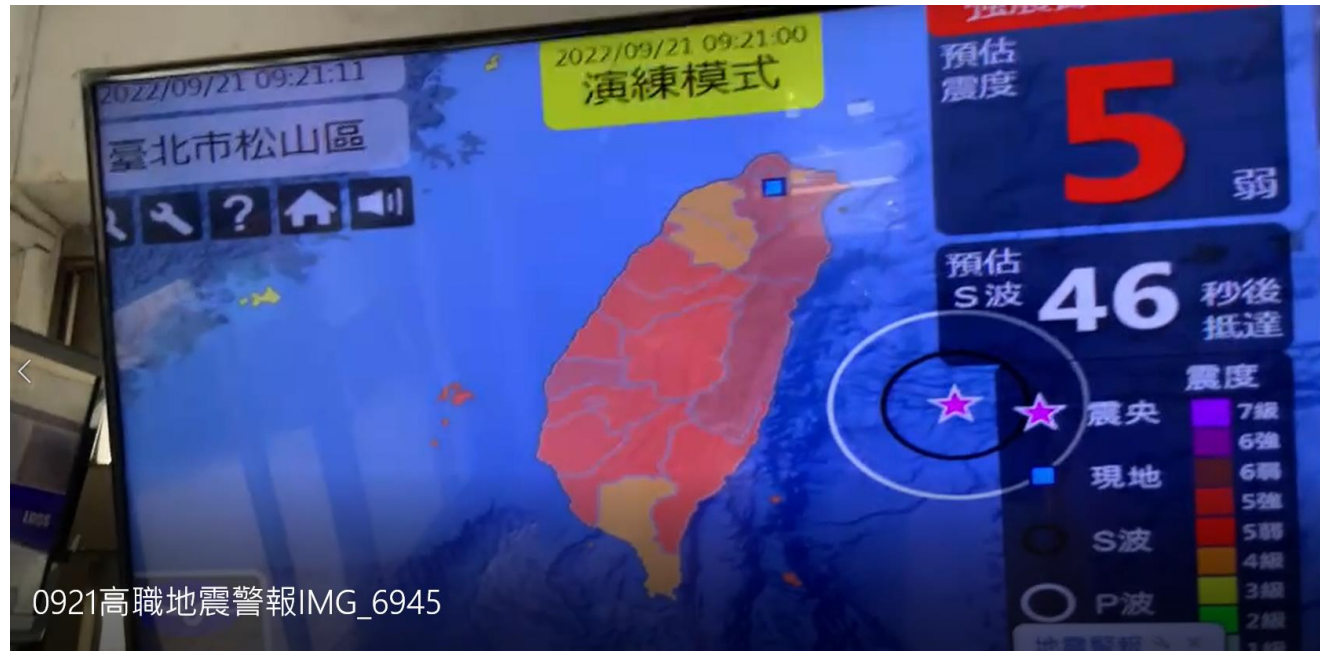 2022/09/21 09:21:11
臺北市松山區
?
2022/09/21 09:21:00
演練模式
預估
震度
5
弱
預估
S波
46
秒後
抵達
震度
震央
現地
S波
P波
7級
6強
6弱
5強
5弱
4級
3級
2級
0921高職地震警報IMG_6945